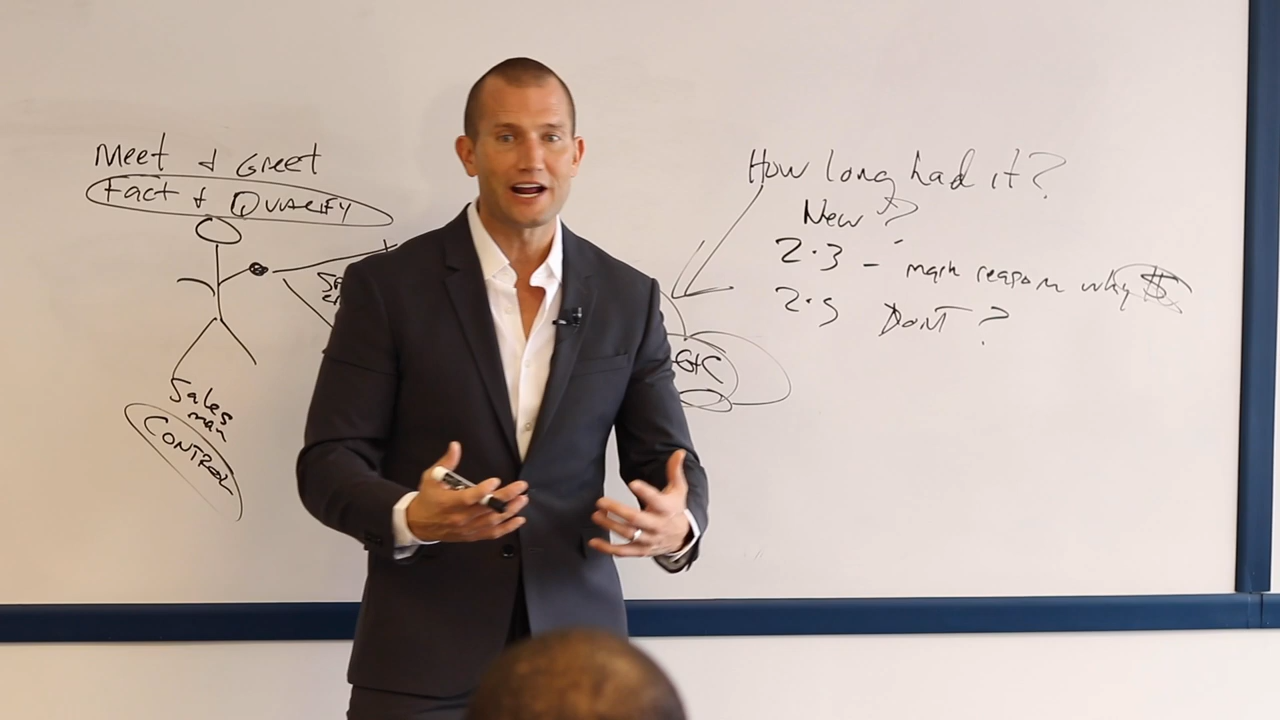 Meet & Greet
Fact & QUALIFY
Sales
man
CONTROL
How long had it?
New?
2·3 - main reason why $
2·5 DONT?
G+C